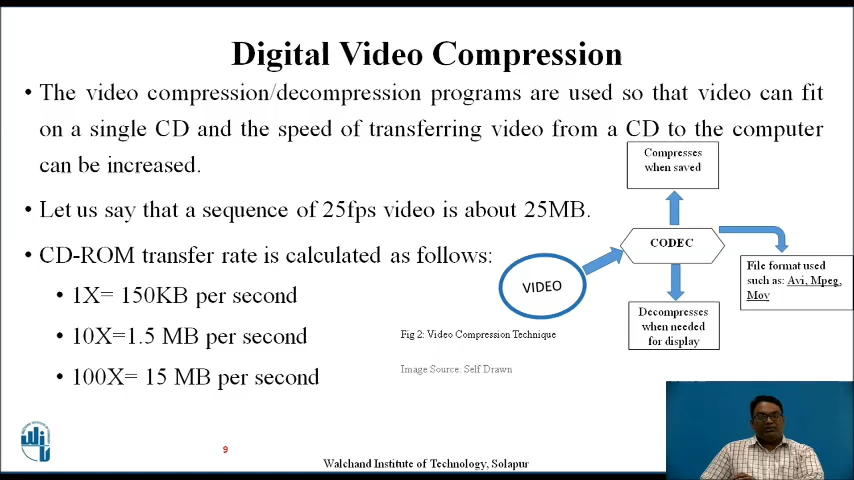 Digital Video Compression
• The video compression/decompression programs are used so that video can fit
on a single CD and the speed of transferring video from a CD to the computer
can be increased.
• Let us say that a sequence of 25fps video is about 25MB.
• CD-ROM transfer rate is calculated as follows:
• 1X= 150KB per second
• 10X=1.5 MB per second
• 100X= 15 MB per second
Compresses
when saved
CODEC
VIDEO
File format used
such as: Avi, Mpeg,
Mov
Decompresses
when needed
for display
Fig 2: Video Compression Technique
Image Source: Self Drawn
9
Walchand Institute of Technology, Solapur